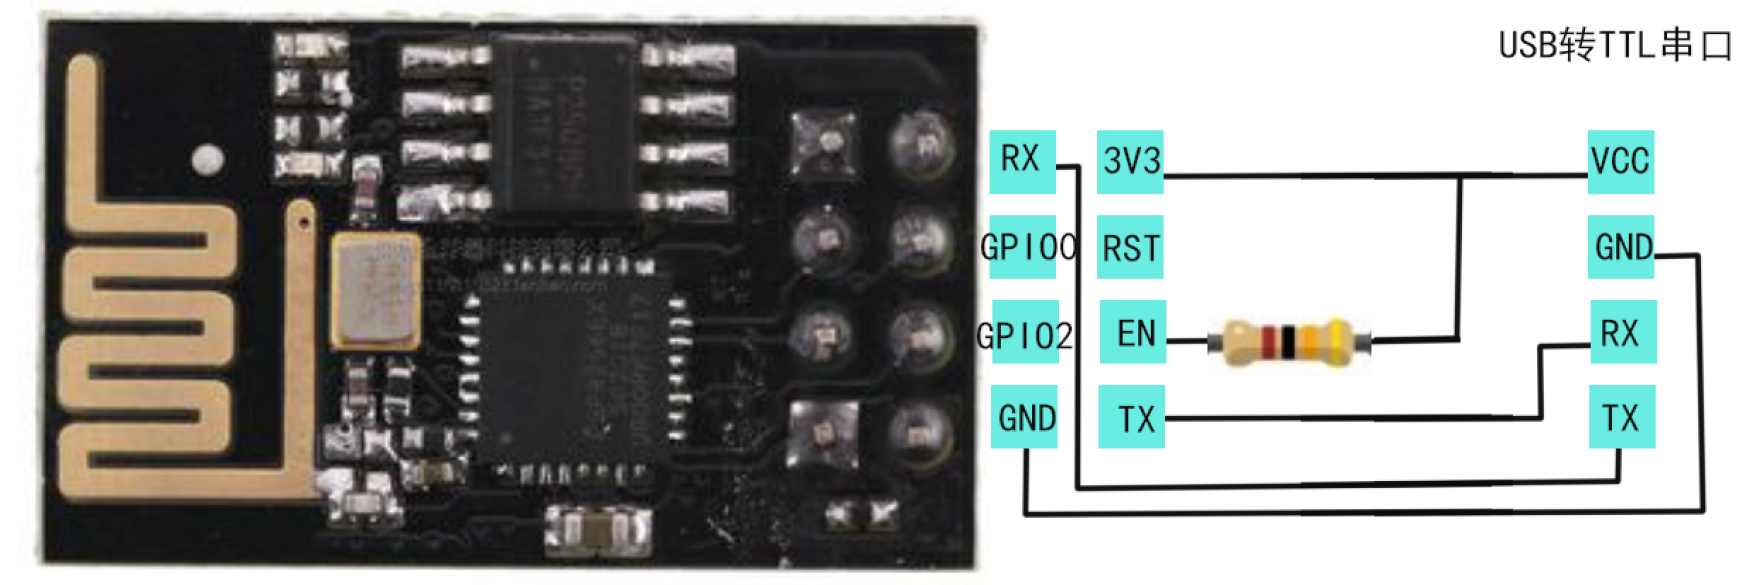 USB转TTL串口
RX 3V3 VCC
GPIO0 RST GND
GPIO2 EN RX
GND TX TX